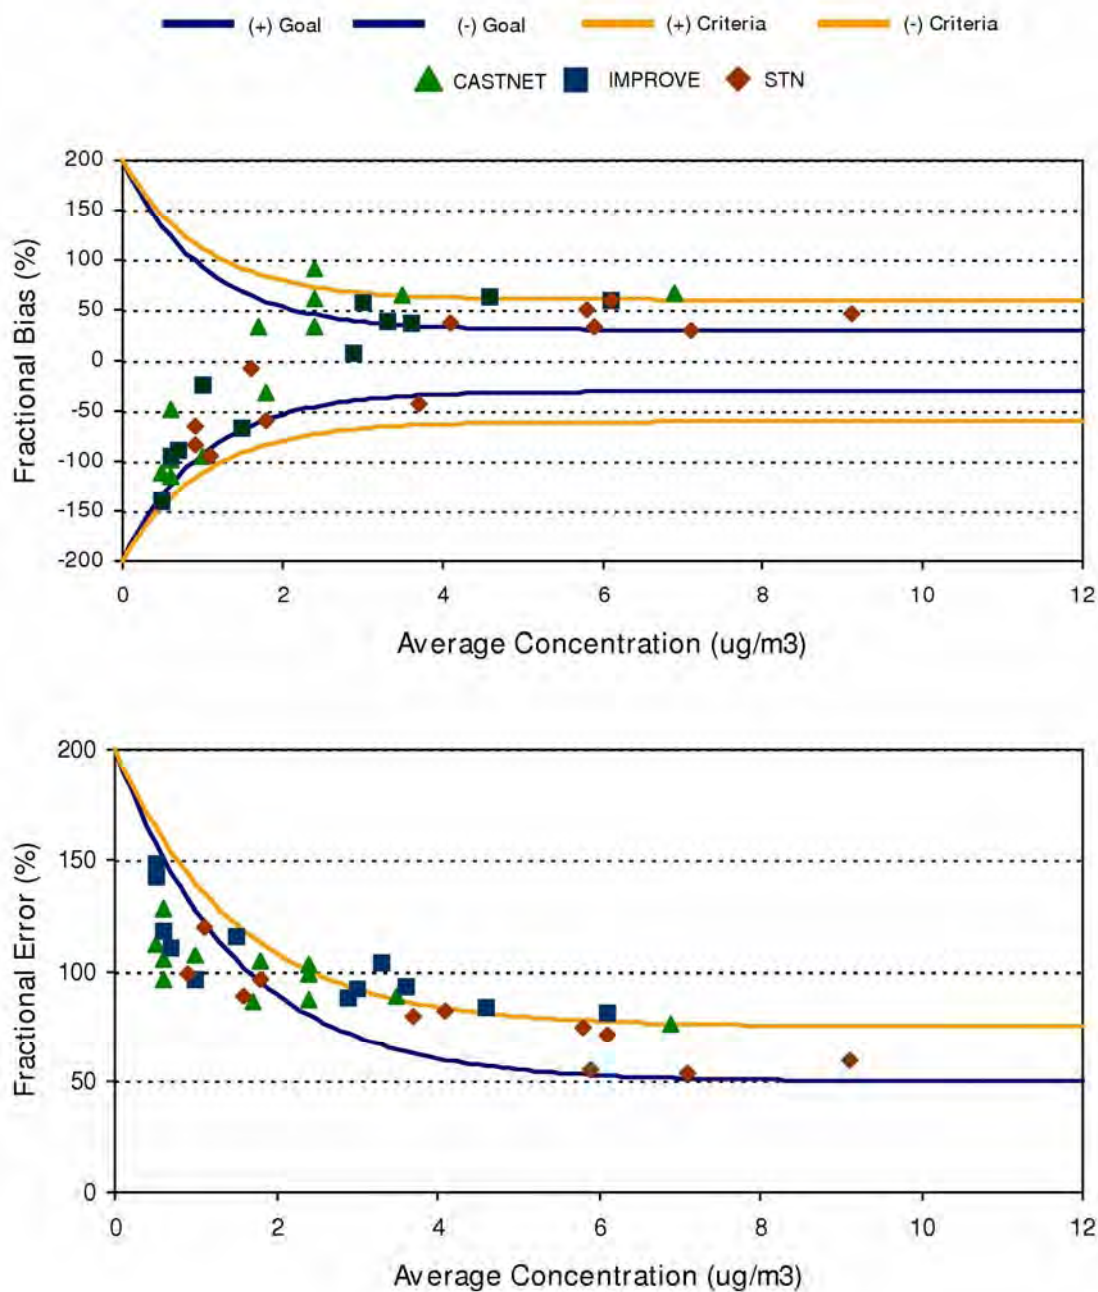 (+) Goal (-) Goal (+) Criteria (-) Criteria
CASTNET IMPROVE STN
200
150
100
50
0
-50
-100
-150
-200
Fractional Bias (%)
0 2 4 6 8 10 12
Average Concentration (ug/m3)
200
150
100
50
0
Fractional Error (%)
0 2 4 6 8 10 12
Average Concentration (ug/m3)